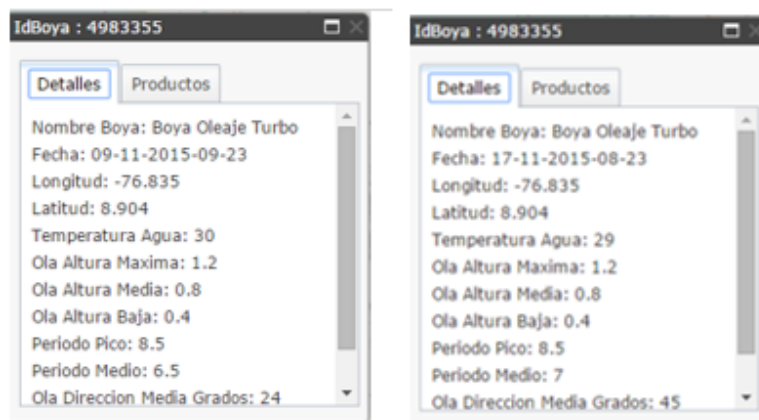 IdBoya : 4983355
Detalles Productos
Nombre Boya: Boya Oleaje Turbo
Fecha: 09-11-2015-09-23
Longitud: -76.835
Latitud: 8.904
Temperatura Agua: 30
Ola Altura Maxima: 1.2
Ola Altura Media: 0.8
Ola Altura Baja: 0.4
Periodo Pico: 8.5
Periodo Medio: 6.5
Ola Direccion Media Grados: 24
IdBoya : 4983355
Detalles Productos
Nombre Boya: Boya Oleaje Turbo
Fecha: 17-11-2015-08-23
Longitud: -76.835
Latitud: 8.904
Temperatura Agua: 29
Ola Altura Maxima: 1.2
Ola Altura Media: 0.8
Ola Altura Baja: 0.4
Periodo Pico: 8.5
Periodo Medio: 7
Ola Direccion Media Grados: 45